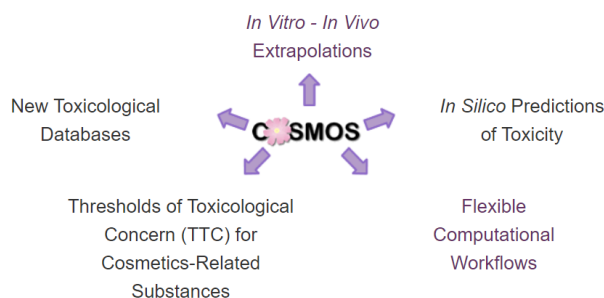 In Vitro - In Vivo
Extrapolations
New Toxicological
Databases
COSMOS
In Silico Predictions
of Toxicity
Thresholds of Toxicological
Concern (TTC) for
Cosmetics-Related
Substances
Flexible
Computational
Workflows